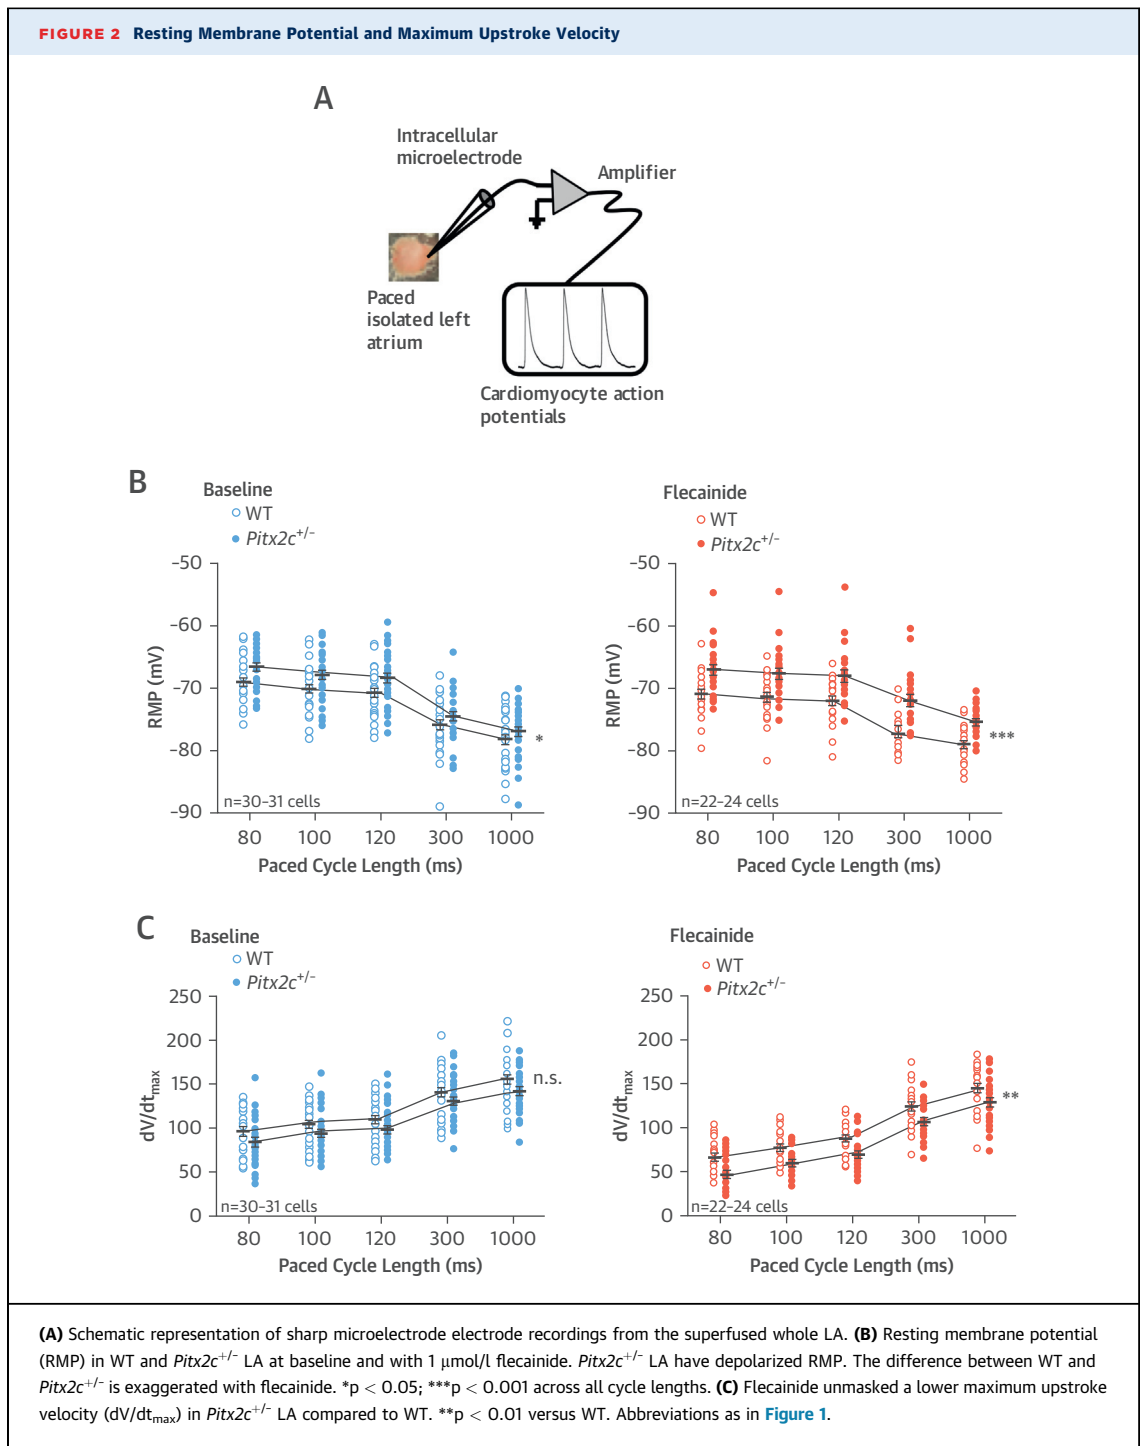 FIGURE 2 Resting Membrane Potential and Maximum Upstroke Velocity
A
Intracellular
microelectrode
Amplifier
Paced
isolated left
atrium
Cardiomyocyte action
potentials
B
Baseline
WT
Pitx2c+/-
RMP (mV)
-50
-60
-70
-80
-90
n=30-31 cells
*
80 100 120 300 1000
Paced Cycle Length (ms)
Flecainide
WT
Pitx2c+/-
RMP (mV)
-50
-60
-70
-80
-90
n=22-24 cells
***
80 100 120 300 1000
Paced Cycle Length (ms)
C
Baseline
WT
Pitx2c+/-
dV/dtmax
250
200
150
100
50
0
n.s.
n=30-31 cells
80 100 120 300 1000
Paced Cycle Length (ms)
Flecainide
WT
Pitx2c+/-
dV/dtmax
250
200
150
100
50
0
**
n=22-24 cells
80 100 120 300 1000
Paced Cycle Length (ms)
(A) Schematic representation of sharp microelectrode electrode recordings from the superfused whole LA. (B) Resting membrane potential
(RMP) in WT and Pitx2c+/- LA at baseline and with 1 μmol/l flecainide. Pitx2c+/- LA have depolarized RMP. The difference between WT and
Pitx2c+/- is exaggerated with flecainide. *p < 0.05; ***p < 0.001 across all cycle lengths. (C) Flecainide unmasked a lower maximum upstroke
velocity (dV/dtmax) in Pitx2c+/- LA compared to WT. **p < 0.01 versus WT. Abbreviations as in Figure 1.